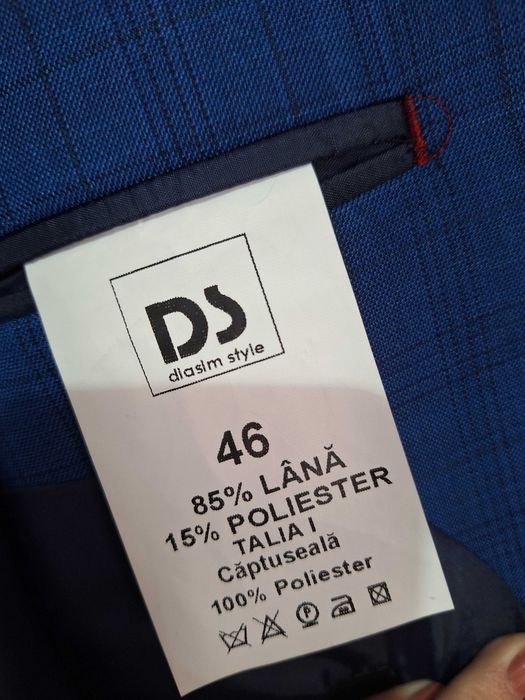 DS
diasim style
46
85% LÂNĂ
15% POLIESTER
TALIA I
Căptuseală
100% Poliester